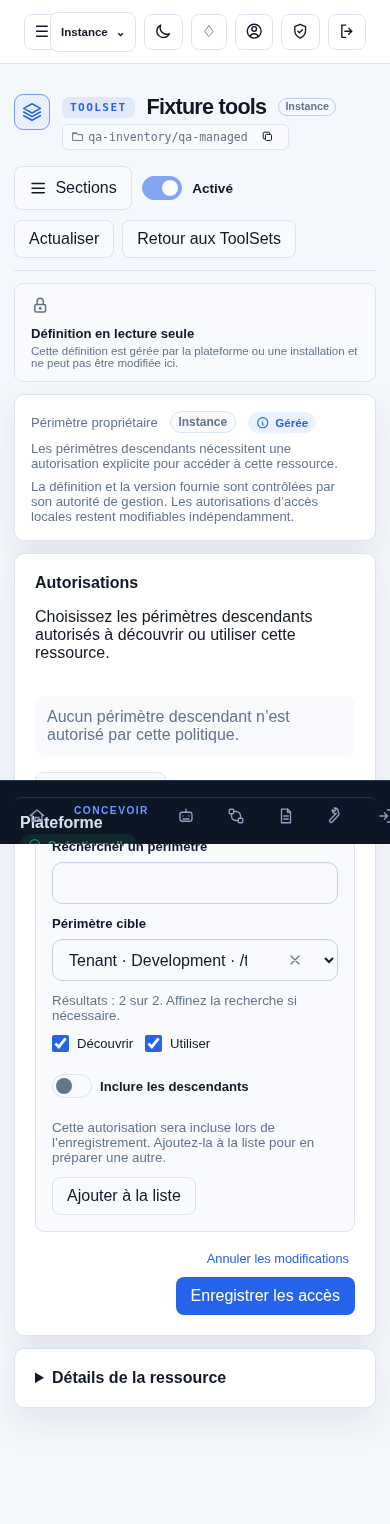 Instance
TOOLSET
Fixture tools
Instance
qa-inventory/qa-managed
Sections
Activé
Actualiser
Retour aux ToolSets
Définition en lecture seule
Cette définition est gérée par la plateforme ou une installation et
ne peut pas être modifiée ici.
Périmètre propriétaire
Instance
Gérée
Les périmètres descendants nécessitent une
autorisation explicite pour accéder à cette ressource.
La définition et la version fournie sont contrôlées par
son autorité de gestion. Les autorisations d’accès
locales restent modifiables indépendamment.
Autorisations
Choisissez les périmètres descendants
autorisés à découvrir ou utiliser cette
ressource.
Aucun périmètre descendant n’est
autorisé par cette politique.
CONCEVOIR
Plateforme
Rechercher un périmètre
Périmètre cible
Tenant · Development ·
Résultats : 2 sur 2. Affinez la recherche si
nécessaire.
Découvrir
Utiliser
Inclure les descendants
Cette autorisation sera incluse lors de
l’enregistrement. Ajoutez-la à la liste pour en
préparer une autre.
Ajouter à la liste
Annuler les modifications
Enregistrer les accès
Détails de la ressource